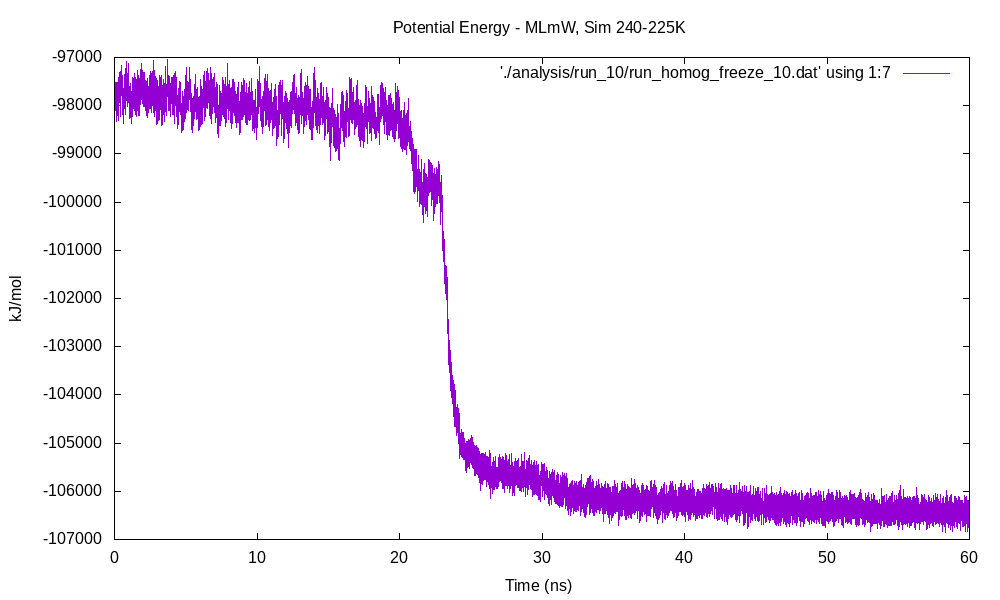 Potential Energy - MLmW, Sim 240-225K
'./analysis/run_10/run_homog_freeze_10.dat' using 1:7
-97000
-98000
-99000
-100000
-101000
-102000
-103000
-104000
-105000
-106000
-107000
kJ/mol
0 10 20 30 40 50 60
Time (ns)